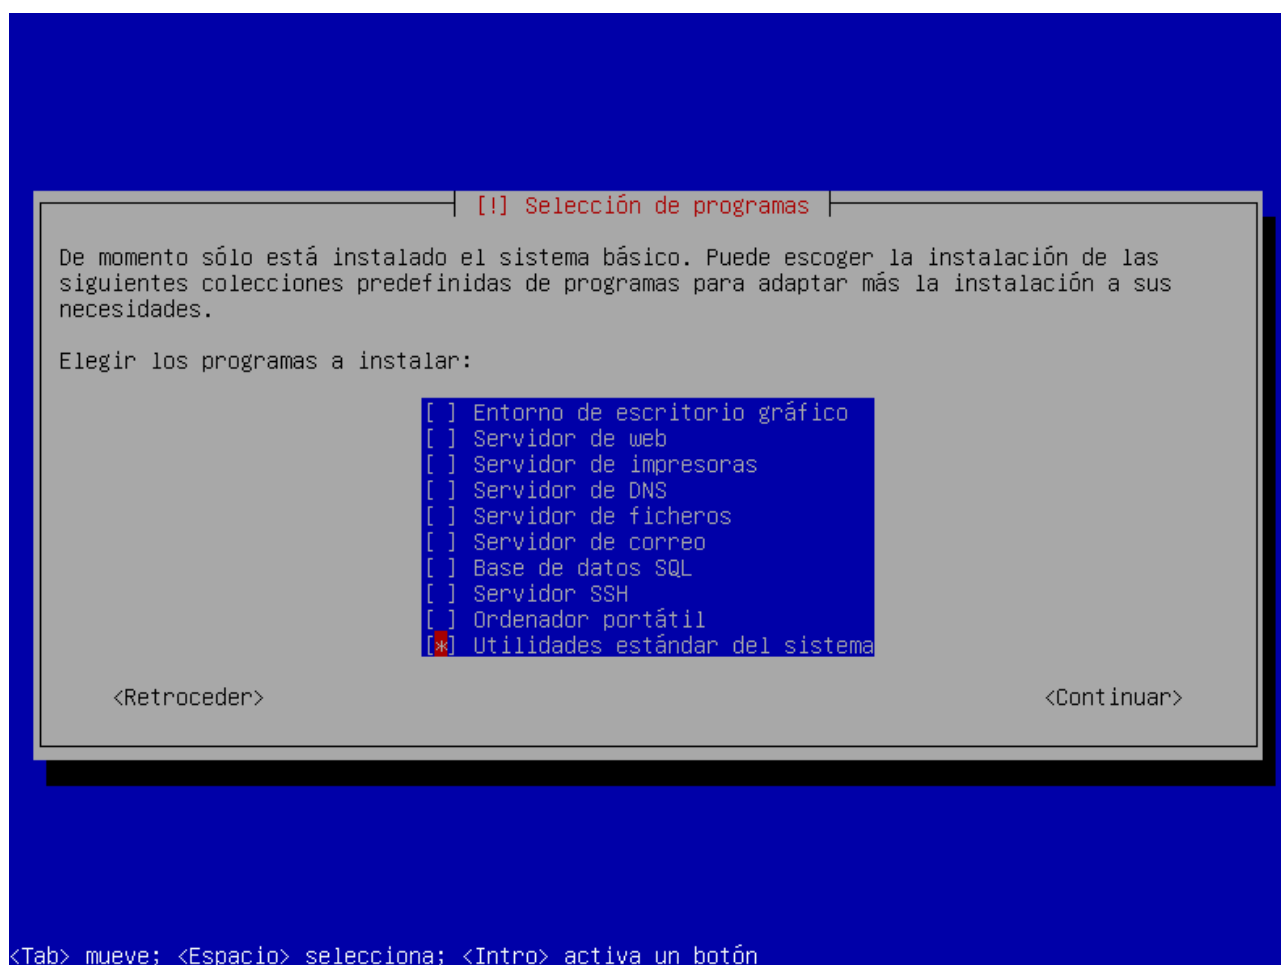 [!] Selección de programas
De momento sólo está instalado el sistema básico. Puede escoger la instalación de las
siguientes colecciones predefinidas de programas para adaptar más la instalación a sus
necesidades.
Elegir los programas a instalar:
[ ] Entorno de escritorio gráfico
[ ] Servidor de web
[ ] Servidor de impresoras
[ ] Servidor de DNS
[ ] Servidor de ficheros
[ ] Servidor de correo
[ ] Base de datos SQL
[ ] Servidor SSH
[ ] Ordenador portátil
[*] Utilidades estándar del sistema
<Retroceder> <Continuar>
<Tab> mueve; <Espacio> selecciona; <Intro> activa un botón